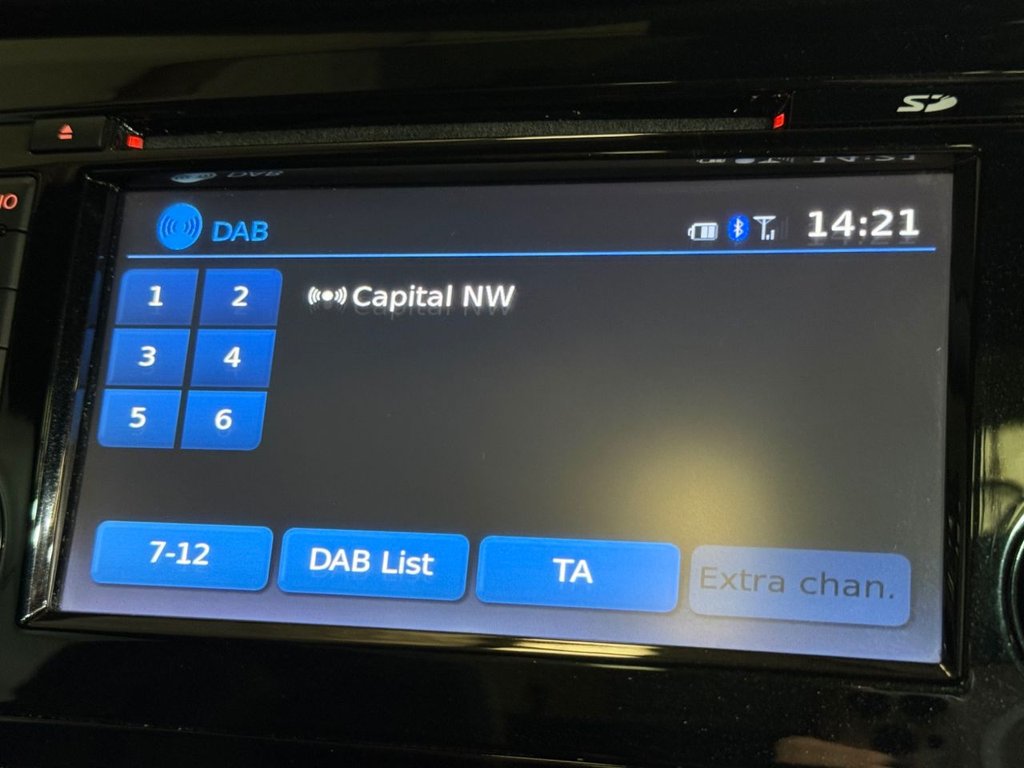 SD
IO
DAB
14:21
1 2
Capital NW
3 4
5 6
7-12 DAB List TA Extra chan.